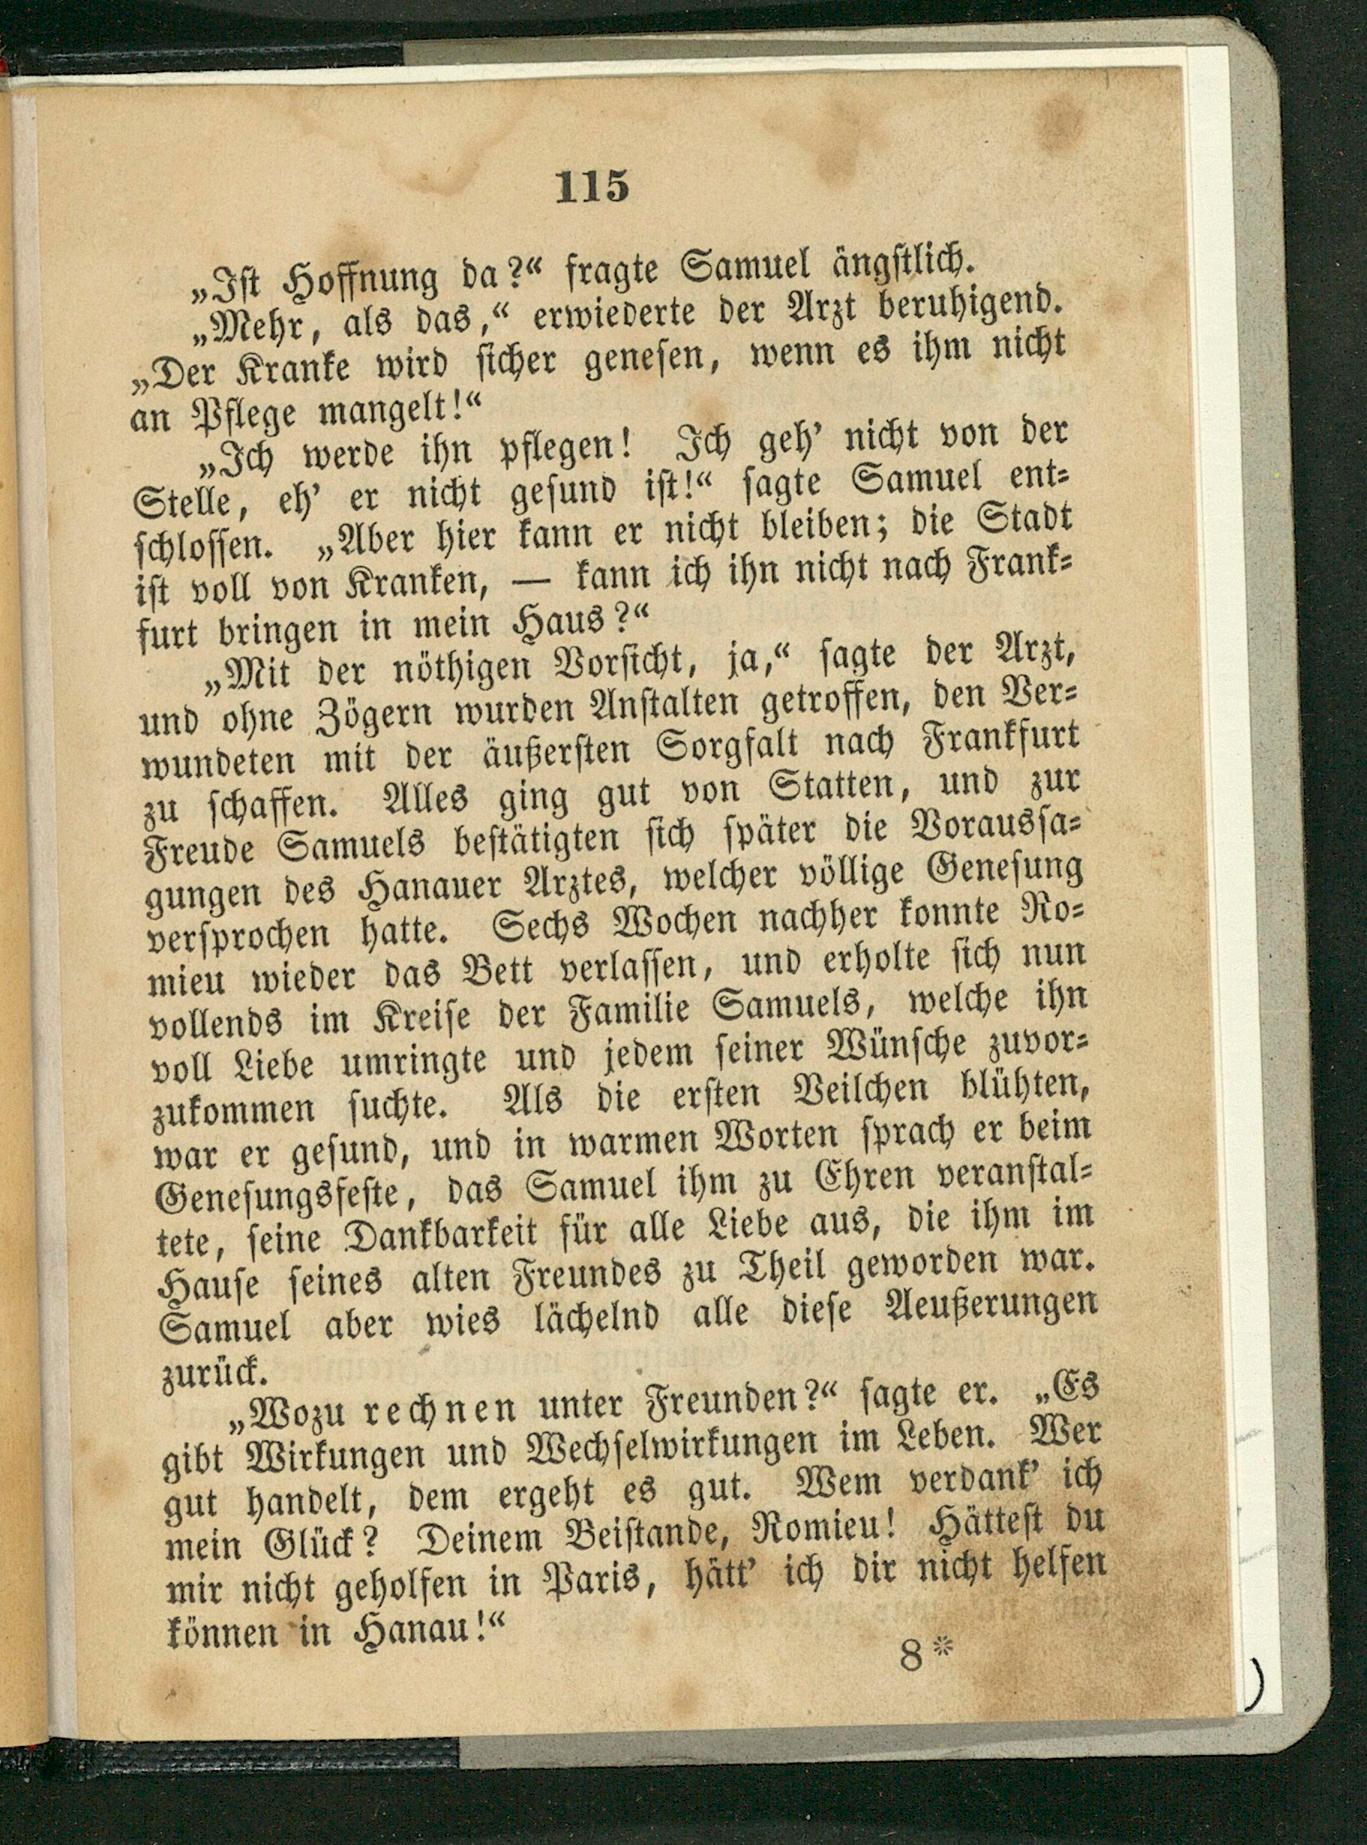 115
„Ist Hoffnung da?“ fragte Samuel ängstlich.
„Mehr, als das,“ erwiederte der Arzt beruhigend.
„Der Kranke wird sicher genesen, wenn es ihm nicht
an Pflege mangelt!“
„Ich werde ihn pflegen! Ich geh’ nicht von der
Stelle, eh’ er nicht gesund ist!“ sagte Samuel ent-
schlossen. „Aber hier kann er nicht bleiben; die Stadt
ist voll von Kranken, — kann ich ihn nicht nach Frank-
furt bringen in mein Haus?“
„Mit der nöthigen Vorsicht, ja,“ sagte der Arzt,
und ohne Zögern wurden Anstalten getroffen, den Ver-
wundeten mit der äußersten Sorgfalt nach Frankfurt
zu schaffen. Alles ging gut von Statten, und zur
Freude Samuels bestätigten sich später die Voraussa-
gungen des Hanauer Arztes, welcher völlige Genesung
versprochen hatte. Sechs Wochen nachher konnte Ro-
mieu wieder das Bett verlassen, und erholte sich nun
vollends im Kreise der Familie Samuels, welche ihn
voll Liebe umringte und jedem seiner Wünsche zuvor-
zukommen suchte. Als die ersten Veilchen blühten,
war er gesund, und in warmen Worten sprach er beim
Genesungsfeste, das Samuel ihm zu Ehren veranstal-
tete, seine Dankbarkeit für alle Liebe aus, die ihm im
Hause seines alten Freundes zu Theil geworden war.
Samuel aber wies lächelnd alle diese Aeußerungen
zurück.
„Wozu rechnen unter Freunden?“ sagte er. „Es
gibt Wirkungen und Wechselwirkungen im Leben. Wer
gut handelt, dem ergeht es gut. Wem verdank’ ich
mein Glück? Deinem Beistande, Romieu! Hättest du
mir nicht geholfen in Paris, hätt’ ich dir nicht helfen
können in Hanau!“
8*